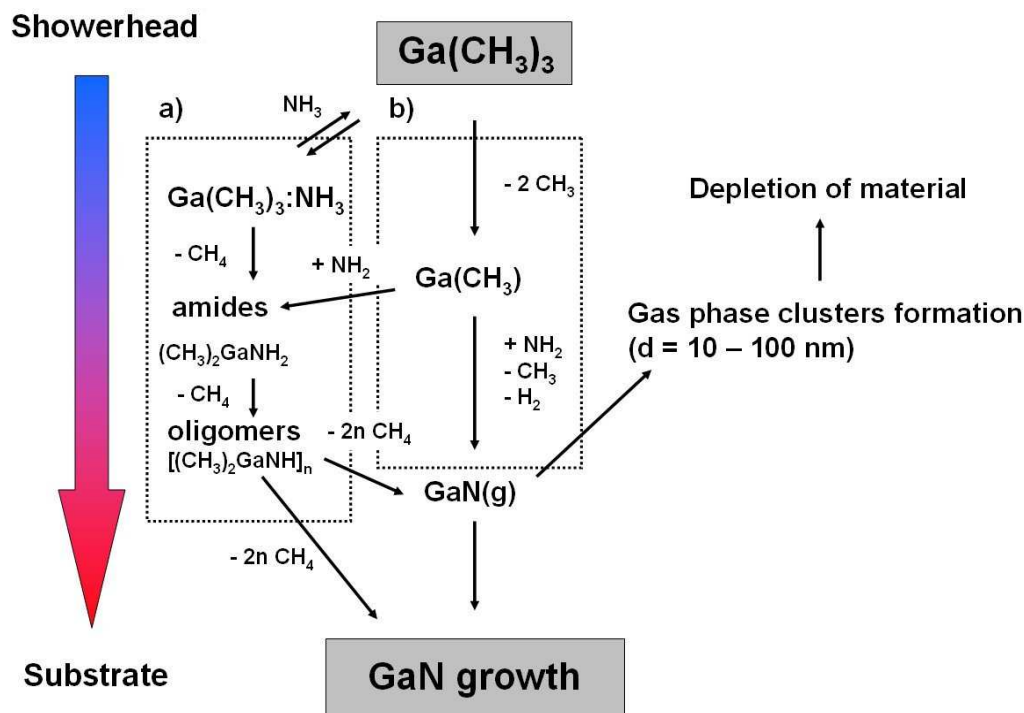 Showerhead
Ga(CH₃)₃
a)
NH₃
b)
Ga(CH₃)₃:NH₃
- 2 CH₃
Depletion of material
- CH₄
+ NH₂
Ga(CH₃)
amides
Gas phase clusters formation
(d = 10 – 100 nm)
(CH₃)₂GaNH₂
+ NH₂
- CH₃
- H₂
- CH₄
oligomers
- 2n CH₄
[(CH₃)₂GaNH]ₙ
GaN(g)
- 2n CH₄
Substrate
GaN growth